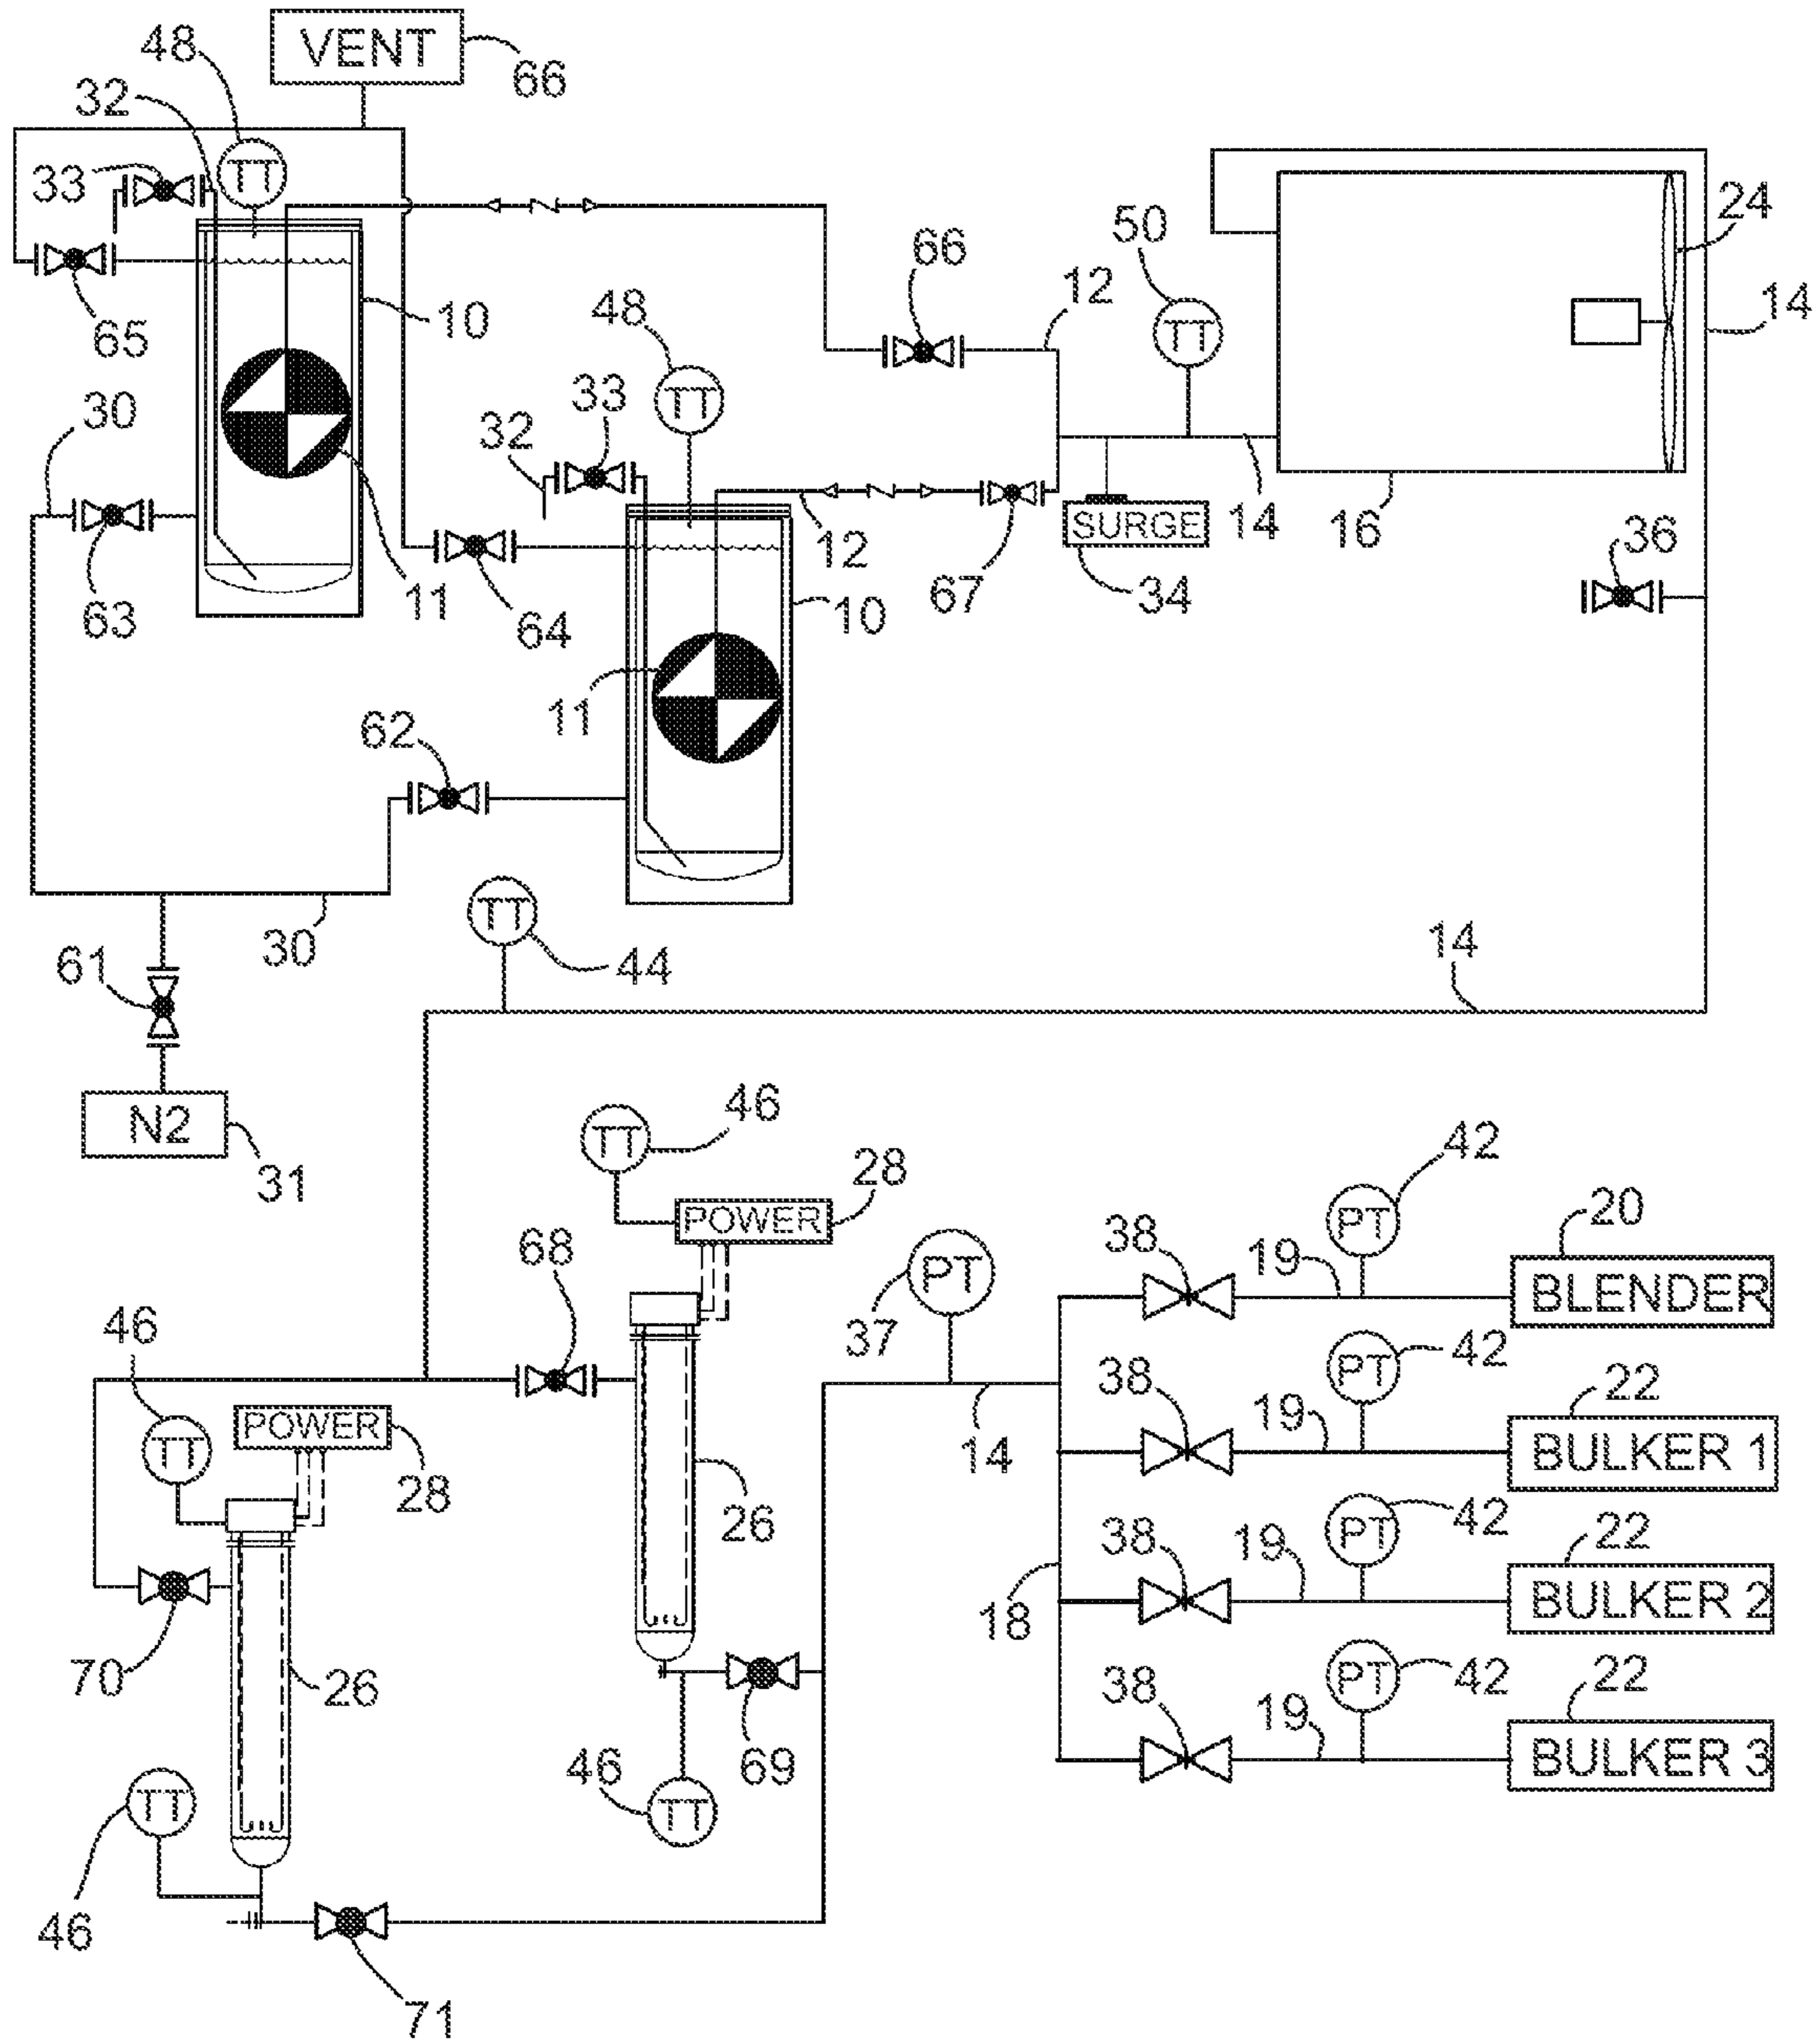 VENT
66
48
32
33
TT
65
10
30
63
11
48
TT
33
32
64
12
11
10
62
66
67
12
50
TT
14
SURGE
34
24
14
16
36
30
61
N2
31
TT
44
14
46
TT
POWER
28
68
46
TT
POWER
28
26
26
70
69
46
TT
46
TT
71
PT
37
14
18
38
19
PT
42
20
BLENDER
38
19
PT
42
22
BULKER 1
38
19
PT
42
22
BULKER 2
38
19
PT
42
22
BULKER 3